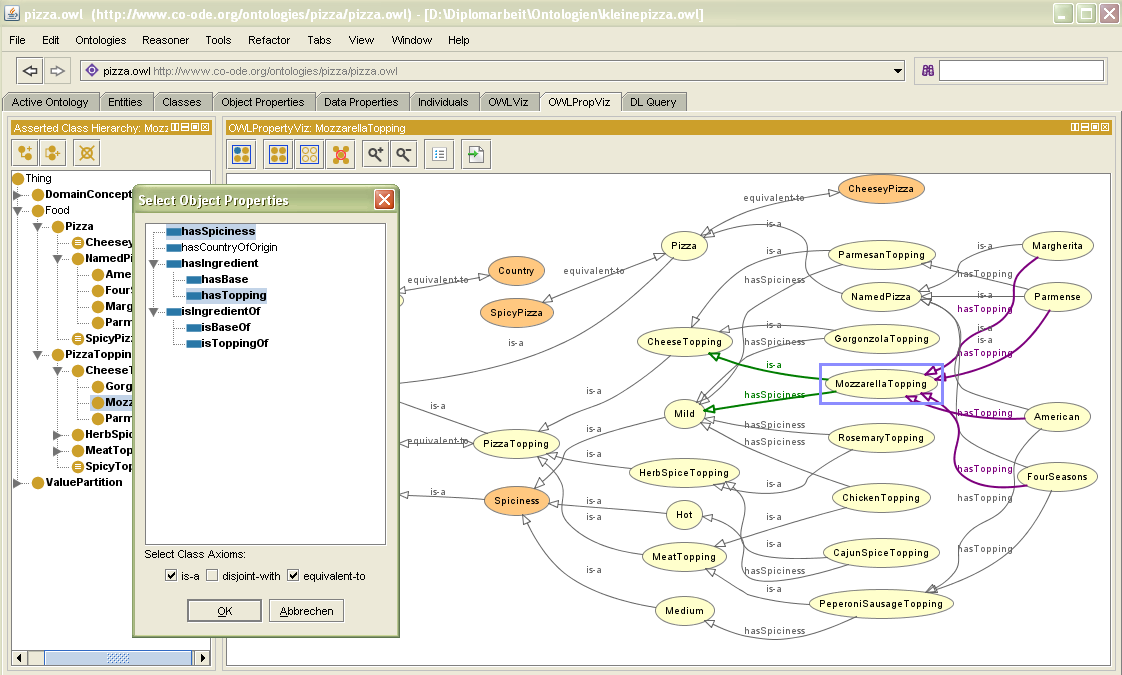 pizza.owl (http://www.co-ode.org/ontologies/pizza/pizza.owl) - [D:\Diplomarbeit\Ontologien\kleinepizza.owl]
File Edit Ontologies Reasoner Tools Refactor Tabs View Window Help
pizza.owl http://www.co-ode.org/ontologies/pizza/pizza.owl
Active Ontology Entities Classes Object Properties Data Properties Individuals OWLViz OWLPropViz DL Query
Asserted Class Hierarchy: Mozz
Thing
DomainConcept
Food
Pizza
Cheesey
NamedPi
Ame
Four
Marg
Parm
SpicyPiz
PizzaToppin
CheeseT
Gorg
Mozz
Parm
HerbSpic
MeatTop
SpicyTop
ValuePartition
Select Object Properties
hasSpiciness
hasCountryOfOrigin
hasIngredient
hasBase
hasTopping
isIngredientOf
isBaseOf
isToppingOf
Select Class Axioms:
is-a disjoint-with equivalent-to
OK Abbrechen
OWLPropertyViz: MozzarellaTopping
CheeseyPizza
equivalent-to
is-a
Pizza
ParmesanTopping
is-a
Margherita
Country
equivalent-to
equivalent-to
is-a
hasSpiciness
hasTopping
NamedPizza
is-a
Parmense
SpicyPizza
hasTopping
is-a
hasSpiciness
is-a
is-a
CheeseTopping
GorgonzolaTopping
is-a
hasTopping
is-a
MozzarellaTopping
hasSpiciness
is-a
Mild
hasTopping
American
hasSpiciness
equivalent-to
PizzaTopping
hasSpiciness
RosemaryTopping
is-a
is-a
HerbSpiceTopping
hasTopping
FourSeasons
is-a
is-a
Spiciness
is-a
ChickenTopping
hasTopping
is-a
Hot
is-a
MeatTopping
CajunSpiceTopping
hasTopping
is-a
hasSpiciness
is-a
Medium
PeperoniSausageTopping
hasSpiciness